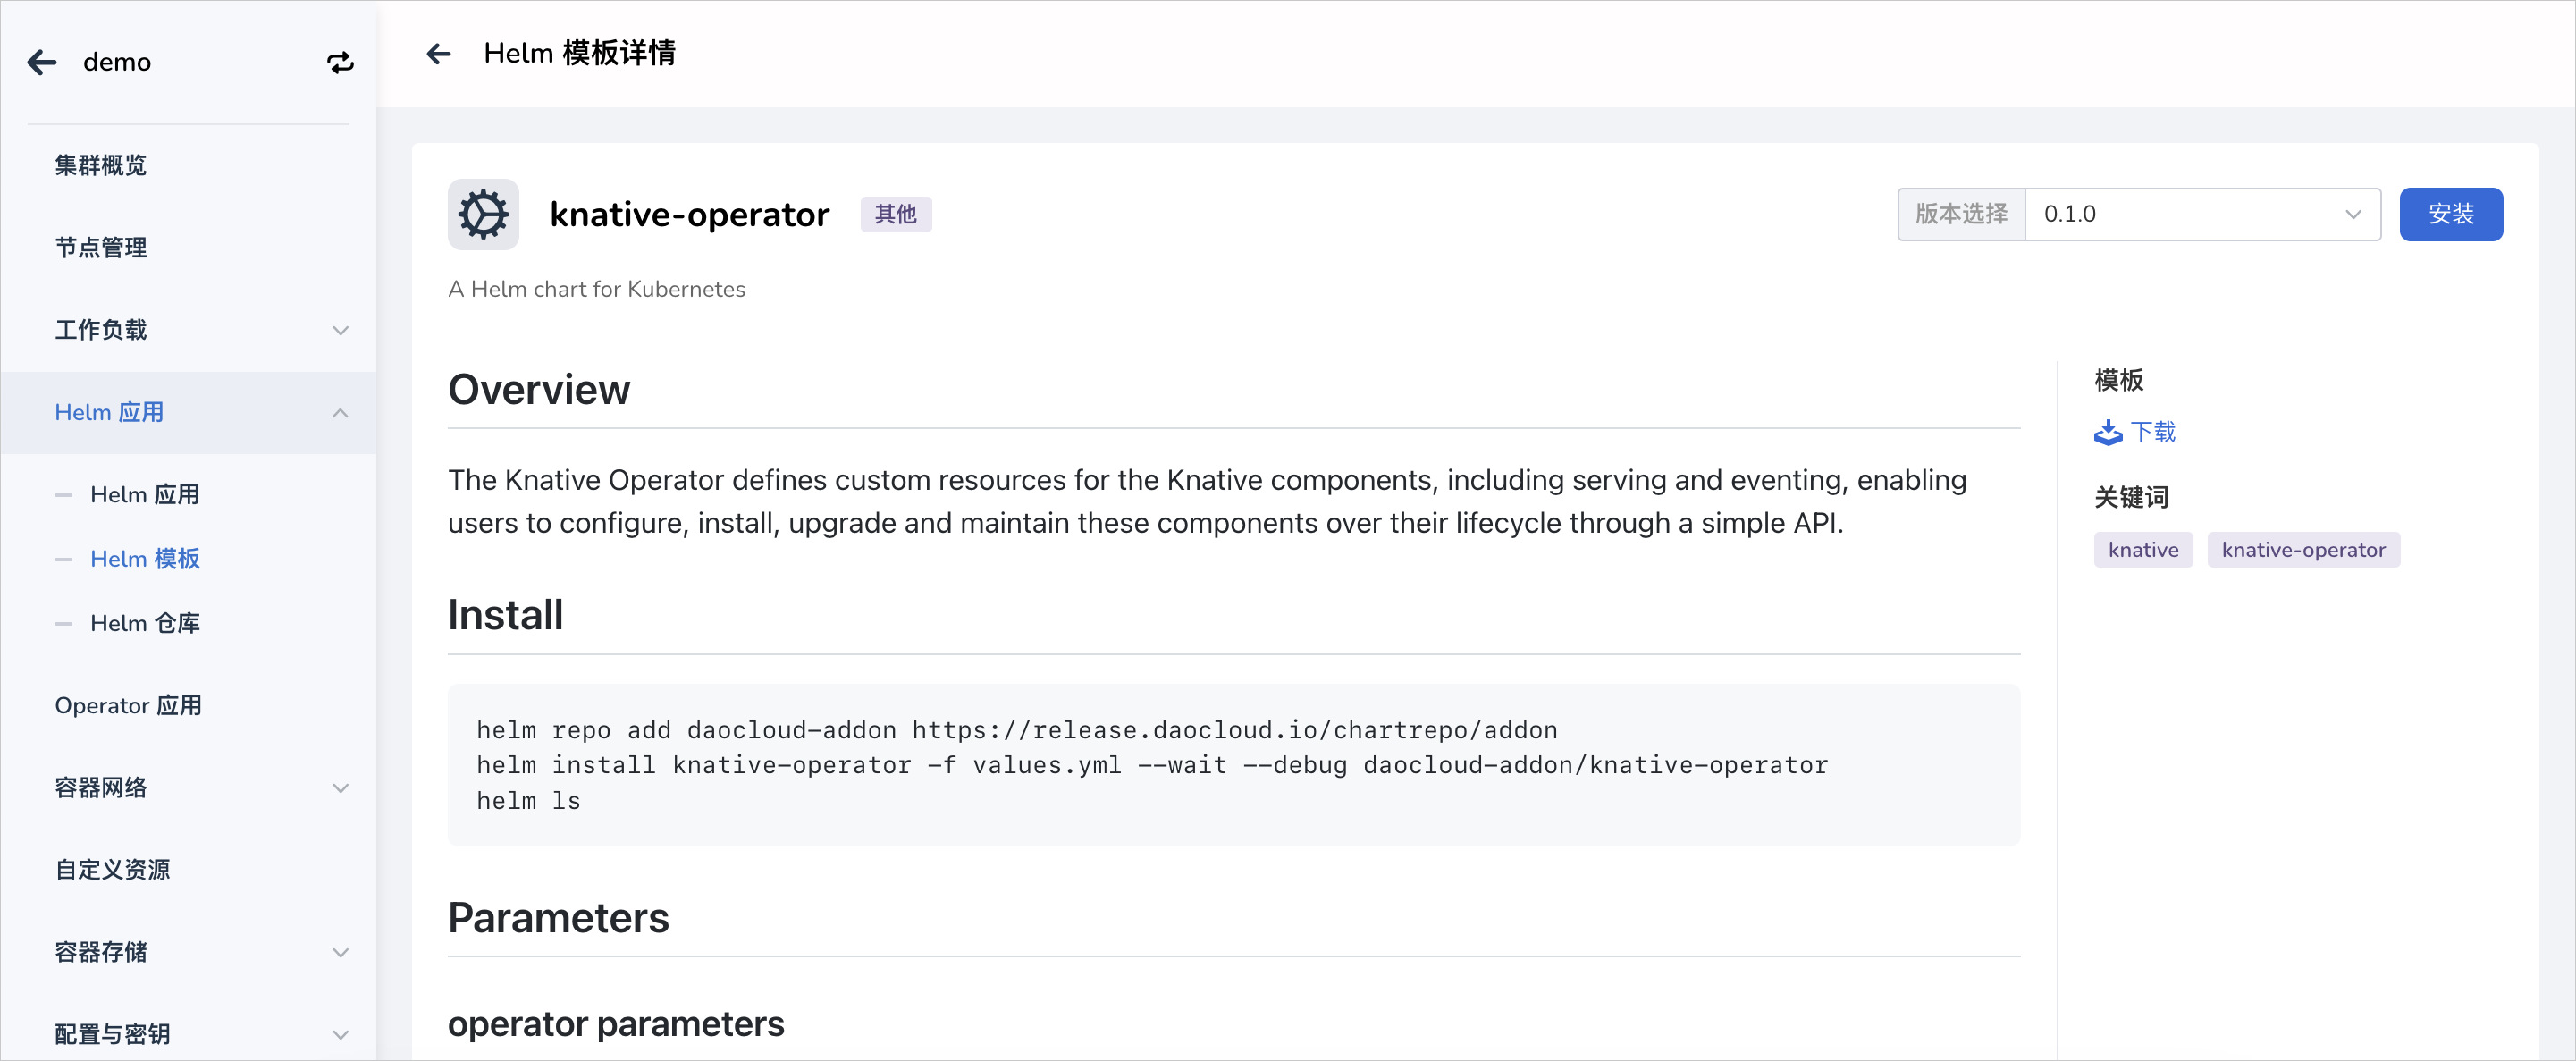 demo
集群概览
节点管理
工作负载
Helm 应用
Helm 应用
Helm 模板
Helm 仓库
Operator 应用
容器网络
自定义资源
容器存储
配置与密钥
Helm 模板详情
knative-operator
其他
版本选择
0.1.0
安装
A Helm chart for Kubernetes
Overview
The Knative Operator defines custom resources for the Knative components, including serving and eventing, enabling
users to configure, install, upgrade and maintain these components over their lifecycle through a simple API.
Install
helm repo add daocloud-addon https://release.daocloud.io/chartrepo/addon
helm install knative-operator -f values.yml --wait --debug daocloud-addon/knative-operator
helm ls
Parameters
operator parameters
模板
下载
关键词
knative
knative-operator